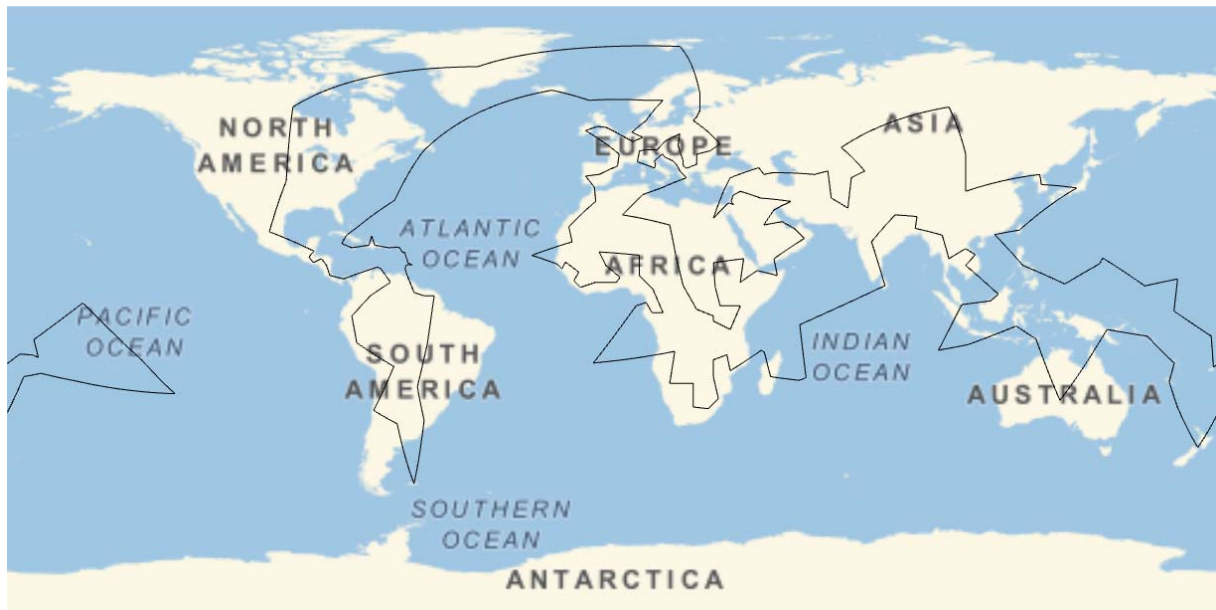 NORTH
AMERICA
EUROPE
ASIA
ATLANTIC
OCEAN
AFRICA
PACIFIC
OCEAN
SOUTH
AMERICA
INDIAN
OCEAN
AUSTRALIA
SOUTHERN
OCEAN
ANTARCTICA